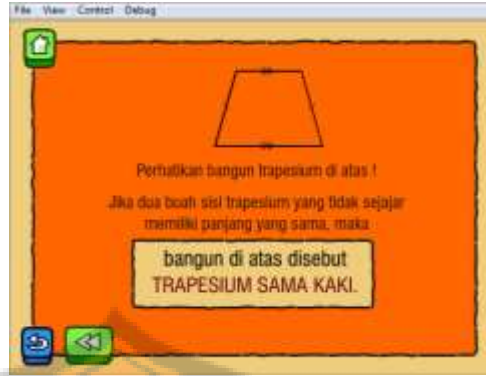 File View Control Debug
Perhatikan bangun trapesium di atas !
Jika dua buah sisi trapesium yang tidak sejajar
memiliki panjang yang sama, maka
bangun di atas disebut
TRAPESIUM SAMA KAKI.